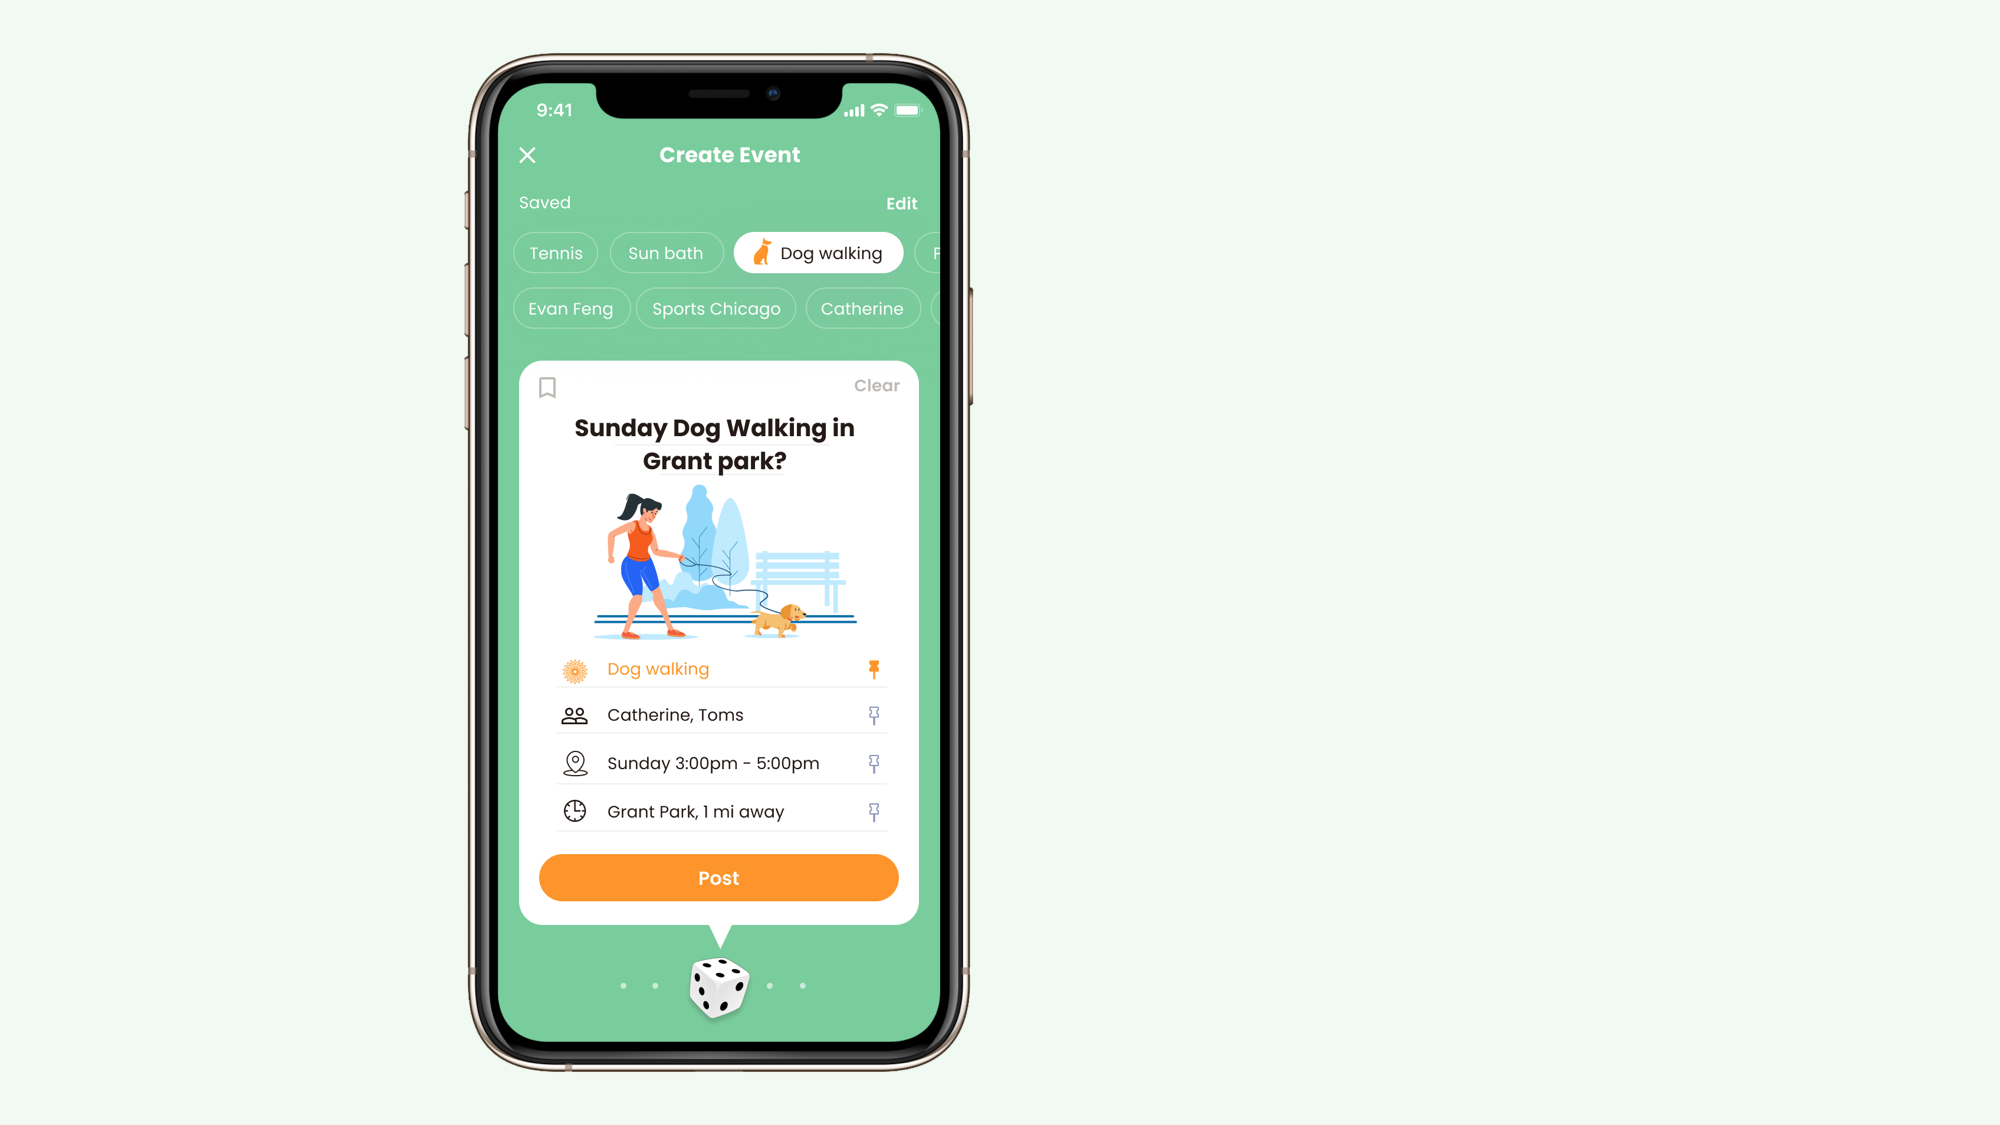 9:41
Create Event
Saved
Edit
Tennis
Sun bath
Dog walking
Evan Feng
Sports Chicago
Catherine
Clear
Sunday Dog Walking in
Grant park?
Dog walking
Catherine, Toms
Sunday 3:00pm - 5:00pm
Grant Park, 1 mi away
Post